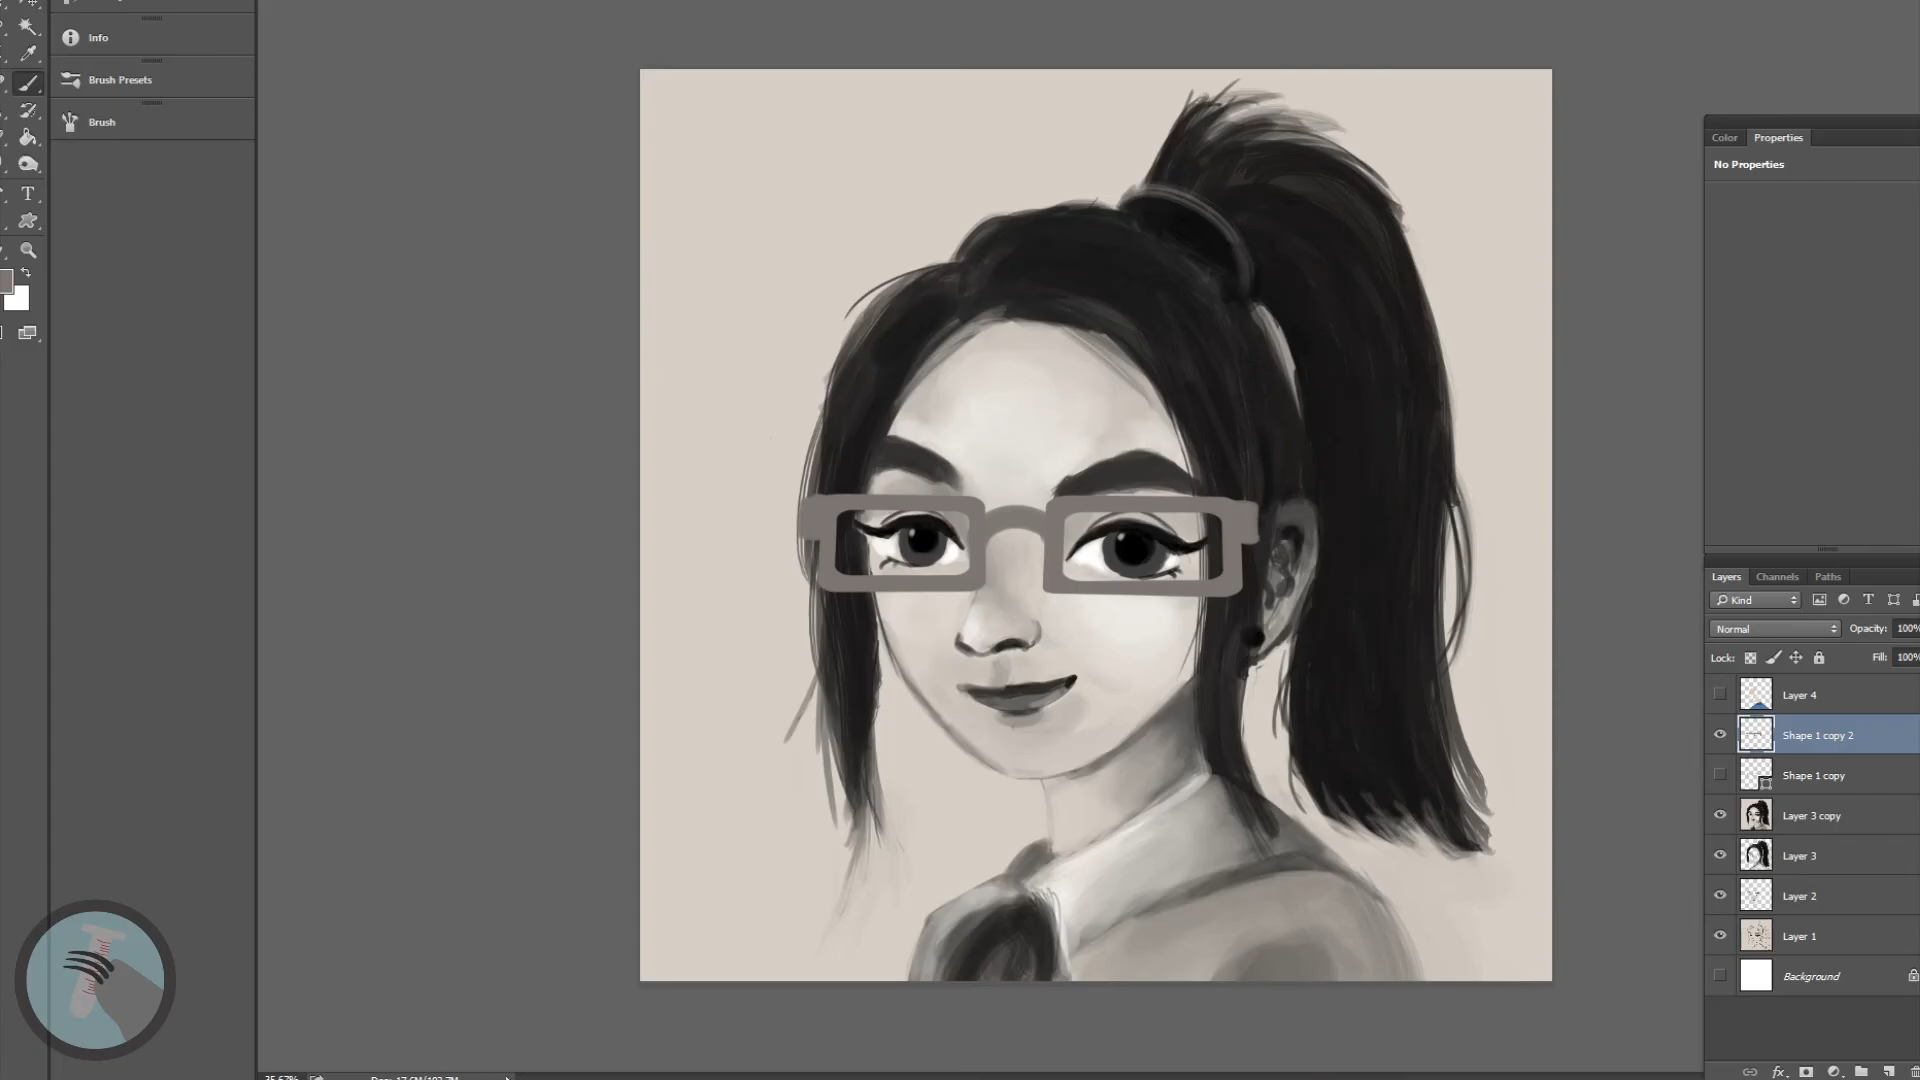 Info
Brush Presets
Brush
Color Properties
No Properties
Layers Channels Paths
Kind
Normal Opacity: 100%
Lock: Fill: 100%
Layer 4
Shape 1 copy 2
Shape 1 copy
Layer 3 copy
Layer 3
Layer 2
Layer 1
Background
fx